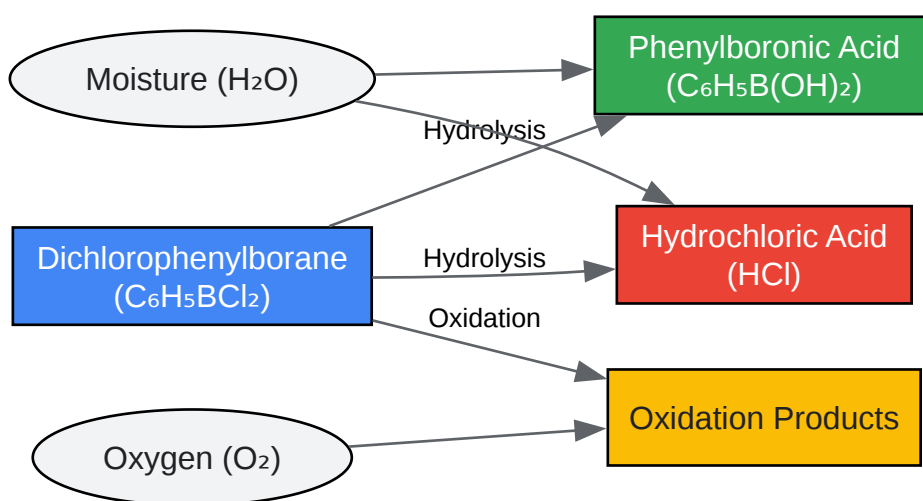 Moisture (H₂O)
Phenylboronic Acid
(C₆H₅B(OH)₂)
Hydrolysis
Dichlorophenylborane
(C₆H₅BCl₂)
Hydrolysis
Hydrochloric Acid
(HCl)
Oxidation
Oxidation Products
Oxygen (O₂)